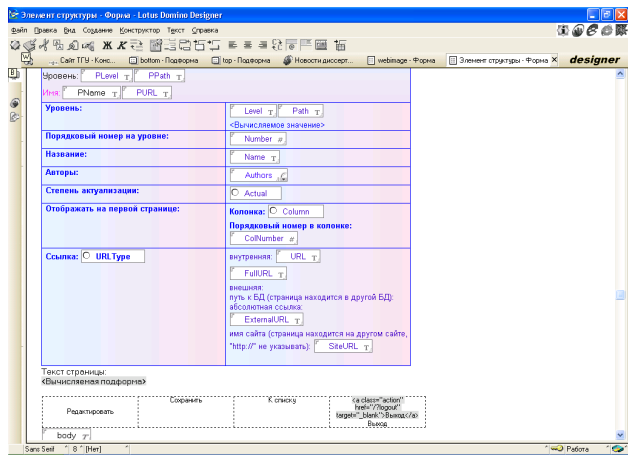 Элемент структуры - Форма - Lotus Domino Designer
Файл Правка Вид Создание Конструктор Текст Справка
Сайт ТГУ - Конс... bottom - Подформа top - Подформа Новости диссерт... webimage - Форма Элемент структуры - Форма designer
Уровень: PLevel T PPath T
Имя: PName T PURL T
Уровень: Level T Path T
<Вычисляемое значение>
Порядковый номер на уровне: Number #
Название: Name T
Авторы: Authors
Степень актуализации: Actual
Отображать на первой странице: Колонка: Column
Порядковый номер в колонке:
ColNumber #
Ссылка: URLType внутренняя: URL T
FullURL T
внешняя:
путь к БД (страница находится в другой БД):
абсолютная ссылка:
ExternalURL T
имя сайта (страница находится на другом сайте,
"http://" не указывать): SiteURL T
Текст страницы:
<Вычисляемая подформа>
Редактировать Сохранить К списку <a class="action"
href="/?logout"
target="_blank">Выход</a>
Выход
body T
Sans Serif 8 [Нет] Работа